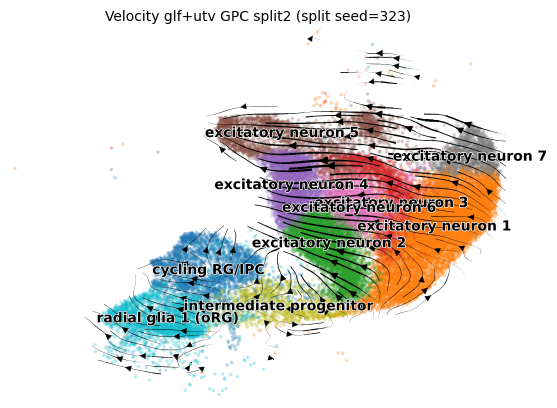 Velocity glf+utv GPC split2 (split seed=323)
excitatory neuron 5
excitatory neuron 7
excitatory neuron 4
excitatory neuron 3
excitatory neuron 6
excitatory neuron 1
excitatory neuron 2
cycling RG/IPC
intermediate progenitor
radial glia 1 (oRG)